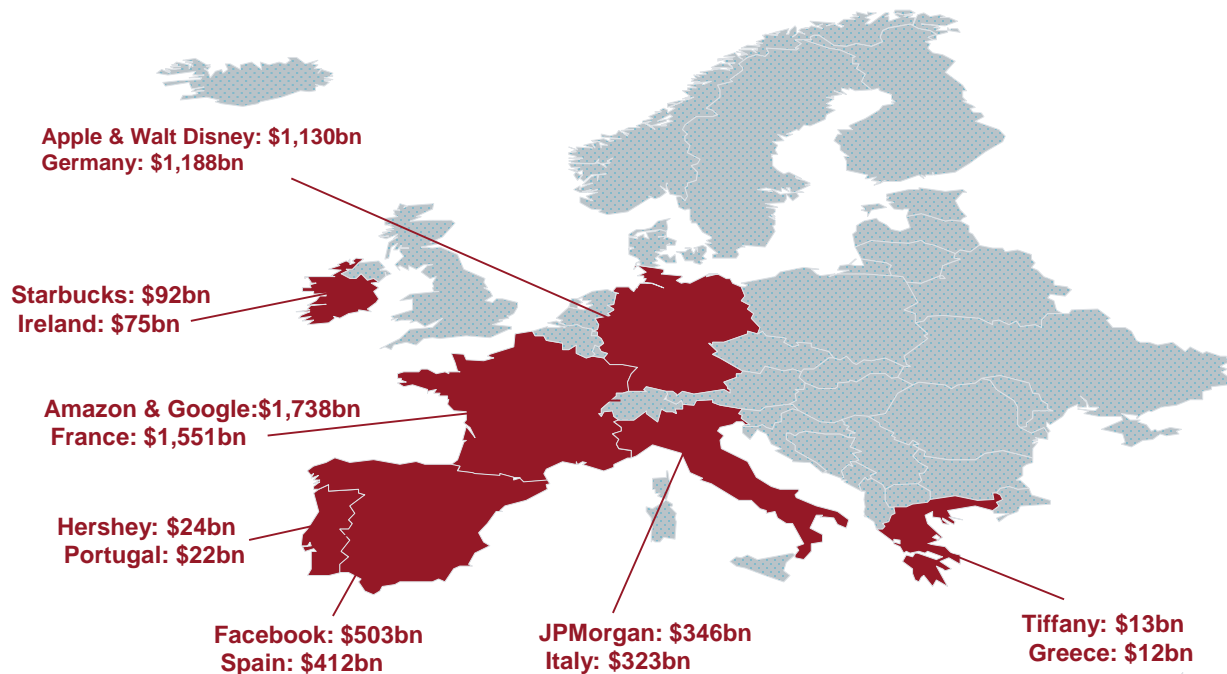 Apple & Walt Disney: $1,130bn
Germany: $1,188bn
Starbucks: $92bn
Ireland: $75bn
Amazon & Google:$1,738bn
France: $1,551bn
Hershey: $24bn
Portugal: $22bn
Facebook: $503bn
Spain: $412bn
JPMorgan: $346bn
Italy: $323bn
Tiffany: $13bn
Greece: $12bn